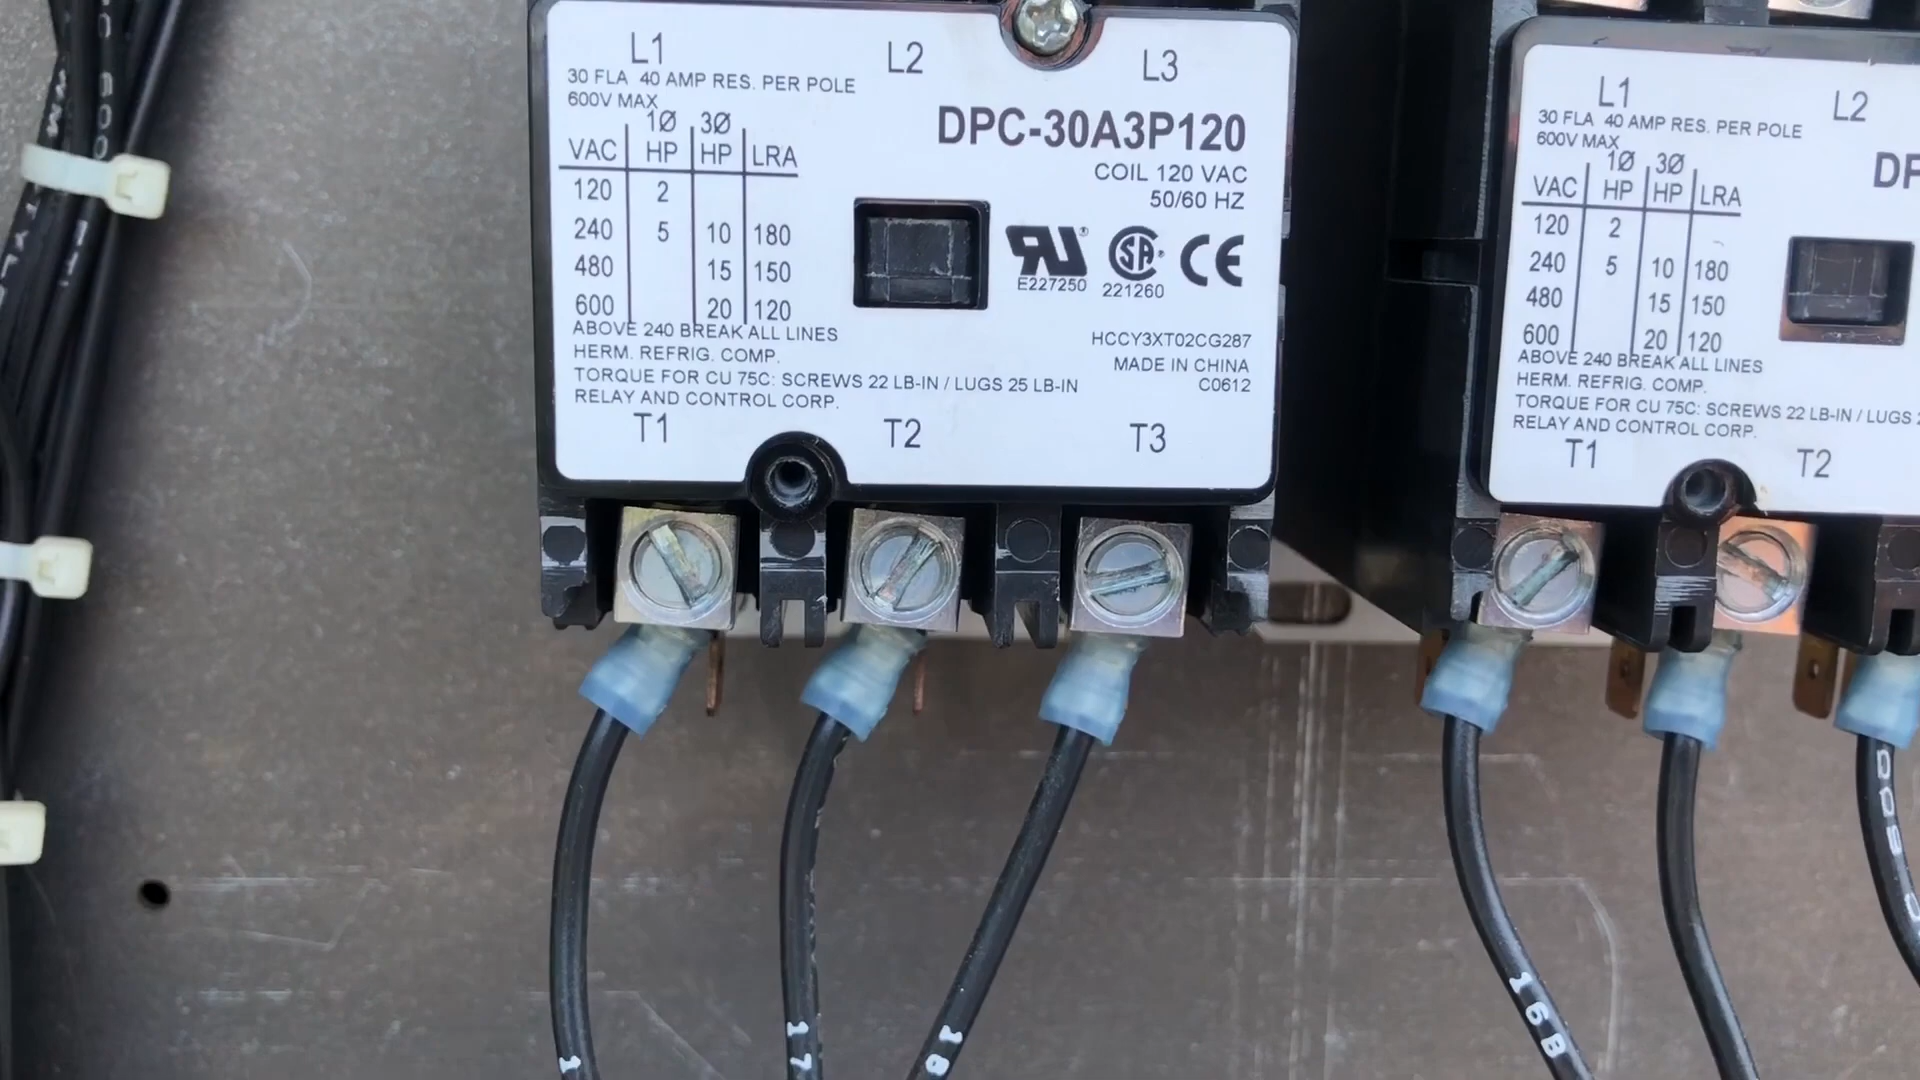 L1 L2 L3
30 FLA 40 AMP RES. PER POLE
600V MAX
DPC-30A3P120
COIL 120 VAC
50/60 HZ
1Ø 3Ø
VAC HP HP LRA
120 2
240 5 10 180
480 15 150
600 20 120
ABOVE 240 BREAK ALL LINES
HERM. REFRIG. COMP.
TORQUE FOR CU 75C: SCREWS 22 LB-IN / LUGS 25 LB-IN
RELAY AND CONTROL CORP.
E227250
SA
221260
CE
HCCY3XT02CG287
MADE IN CHINA
C0612
T1 T2 T3
L1 L2
30 FLA 40 AMP RES. PER POLE
600V MAX
DP
1Ø 3Ø
VAC HP HP LRA
120 2
240 5 10 180
480 15 150
600 20 120
ABOVE 240 BREAK ALL LINES
HERM. REFRIG. COMP.
TORQUE FOR CU 75C: SCREWS 22 LB-IN / LUGS
RELAY AND CONTROL CORP.
T1 T2
1
17
18
16B
600